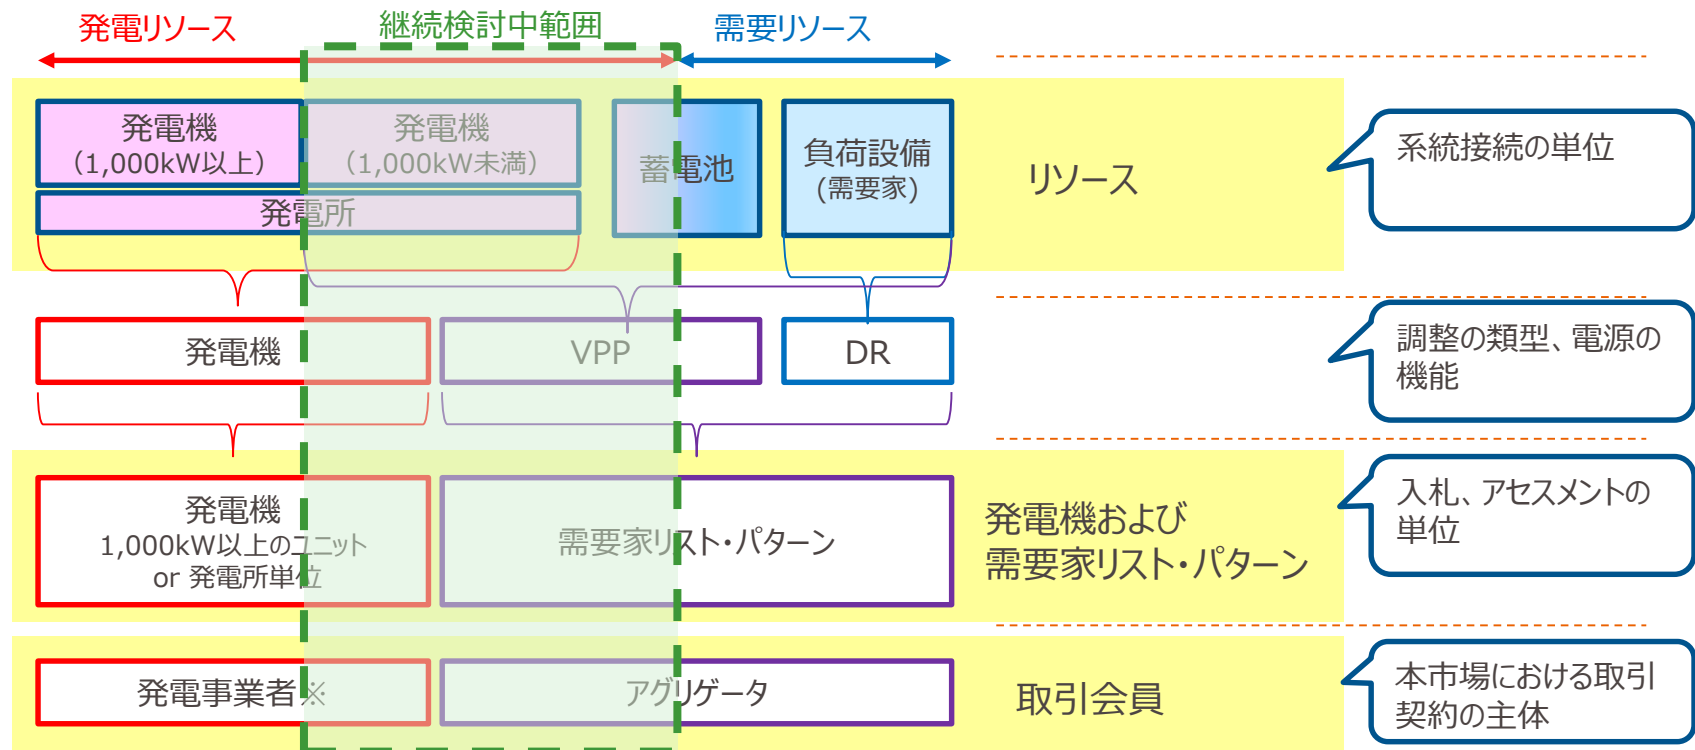 発電リソース
継続検討中範囲
需要リソース
発電機
(1,000kW以上)
発電機
(1,000kW未満)
蓄電池
負荷設備
(需要家)
発電所
リソース
系統接続の単位
発電機
VPP
DR
調整の類型、電源の
機能
発電機
1,000kW以上のユニット
or 発電所単位
需要家リスト・パターン
発電機および
需要家リスト・パターン
入札、アセスメントの
単位
発電事業者※
アグリゲータ
取引会員
本市場における取引
契約の主体